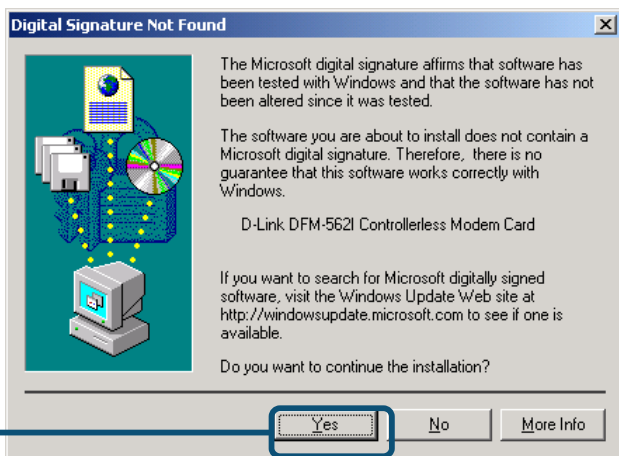 Digital Signature Not Found
The Microsoft digital signature affirms that software has
been tested with Windows and that the software has not
been altered since it was tested.
The software you are about to install does not contain a
Microsoft digital signature. Therefore, there is no
guarantee that this software works correctly with
Windows.
D-Link DFM-562I Controllerless Modem Card
If you want to search for Microsoft digitally signed
software, visit the Windows Update Web site at
http://windowsupdate.microsoft.com to see if one is
available.
Do you want to continue the installation?
Yes No More Info